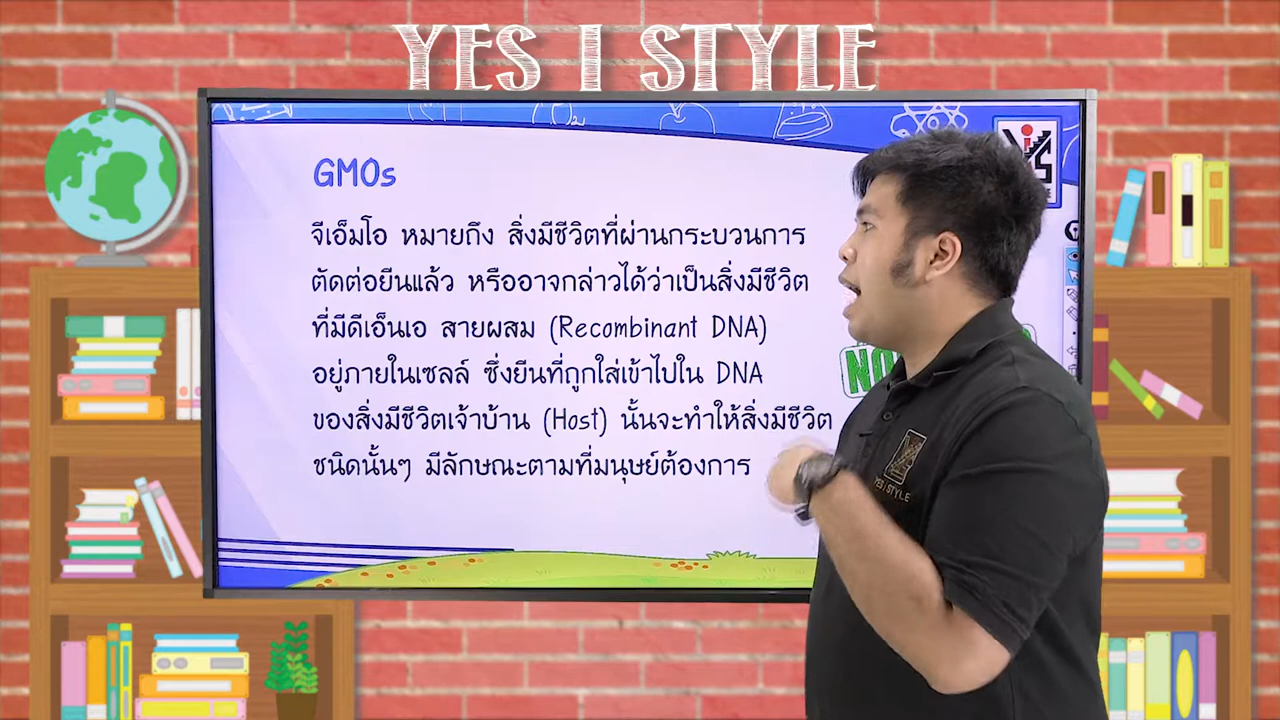 YES I STYLE
GMOs
จีเอ็มโอ หมายถึง สิ่งมีชีวิตที่ผ่านกระบวนการ
ตัดต่อยีนแล้ว หรืออาจกล่าวได้ว่าเป็นสิ่งมีชีวิต
ที่มีดีเอ็นเอ สายผสม (Recombinant DNA)
อยู่ภายในเซลล์ ซึ่งยีนที่ถูกใส่เข้าไปใน DNA
ของสิ่งมีชีวิตเจ้าบ้าน (Host) นั้นจะทำให้สิ่งมีชีวิต
ชนิดนั้นๆ มีลักษณะตามที่มนุษย์ต้องการ
YES i STYLE